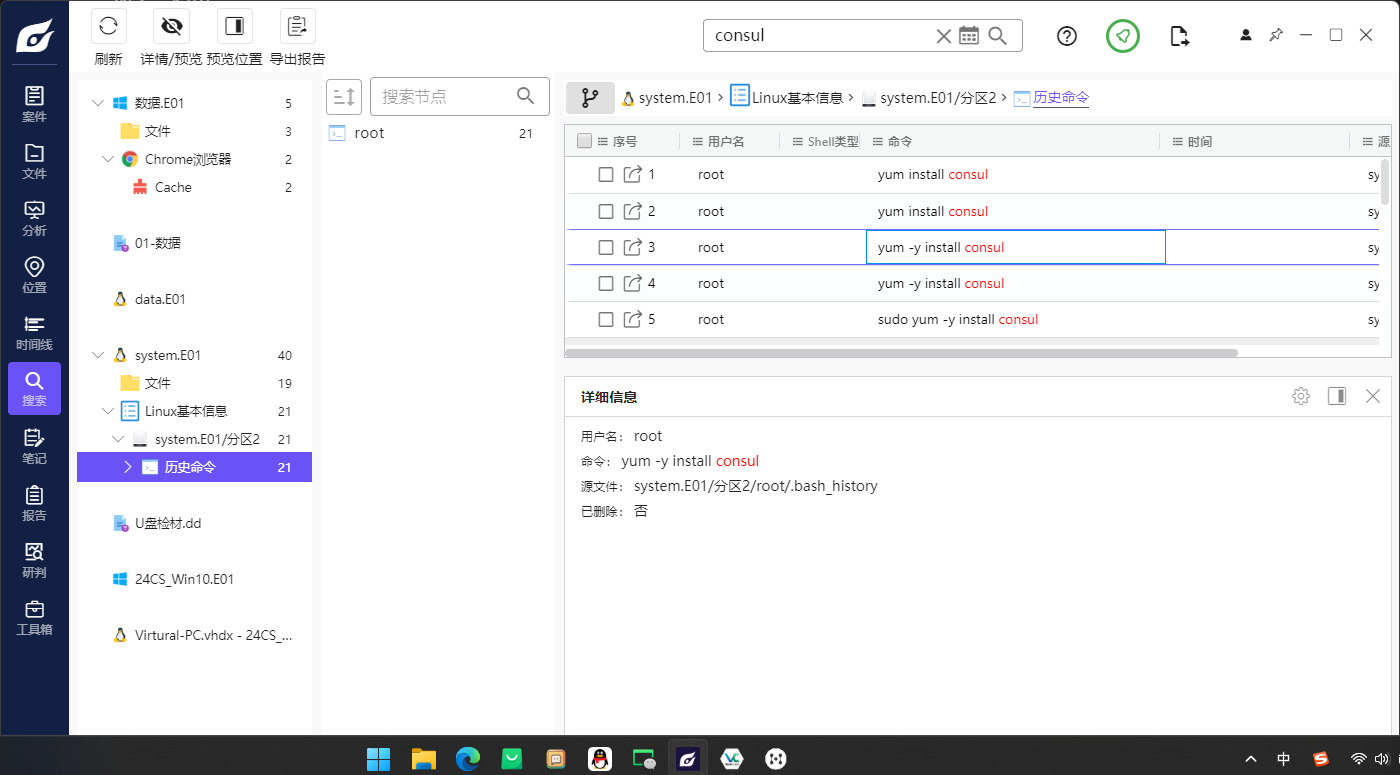 刷新
详情/预览
预览位置
导出报告
consul
案件
文件
分析
位置
时间线
搜索
笔记
报告
研判
工具箱
数据.E01 5
文件 3
Chrome浏览器 2
Cache 2
01-数据
data.E01
system.E01 40
文件 19
Linux基本信息 21
system.E01/分区2 21
历史命令 21
U盘检材.dd
24CS_Win10.E01
Virtural-PC.vhdx - 24CS_...
搜索节点
root 21
system.E01 > Linux基本信息 > system.E01/分区2 > 历史命令
序号 用户名 Shell类型 命令 时间 源
1 root yum install consul sy
2 root yum install consul sy
3 root yum -y install consul sy
4 root yum -y install consul sy
5 root sudo yum -y install consul sy
详细信息
用户名: root
命令: yum -y install consul
源文件: system.E01/分区2/root/.bash_history
已删除: 否
中